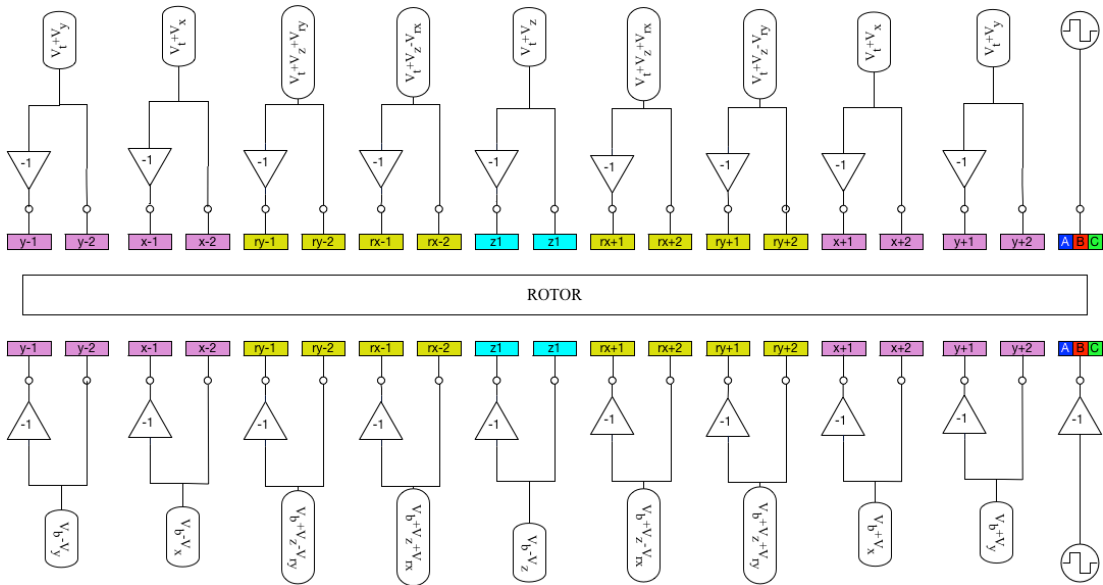 Vt+Vy
Vt+Vx
Vt+Vz+Vry
Vt+Vz-Vrx
Vt+Vz
Vt+Vz+Vrx
Vt+Vz-Vry
Vt+Vx
Vt+Vy
-1 -1 -1 -1 -1 -1 -1 -1 -1
y-1 y-2 x-1 x-2 ry-1 ry-2 rx-1 rx-2 z1 z1 rx+1 rx+2 ry+1 ry+2 x+1 x+2 y+1 y+2 A B C
ROTOR
y-1 y-2 x-1 x-2 ry-1 ry-2 rx-1 rx-2 z1 z1 rx+1 rx+2 ry+1 ry+2 x+1 x+2 y+1 y+2 A B C
-1 -1 -1 -1 -1 -1 -1 -1 -1 -1
Vb-Vy
Vb-Vx
Vb+Vz-Vry
Vb+Vz+Vrx
Vb-Vz
Vb+Vz-Vrx
Vb+Vz+Vry
Vb+Vx
Vb+Vy